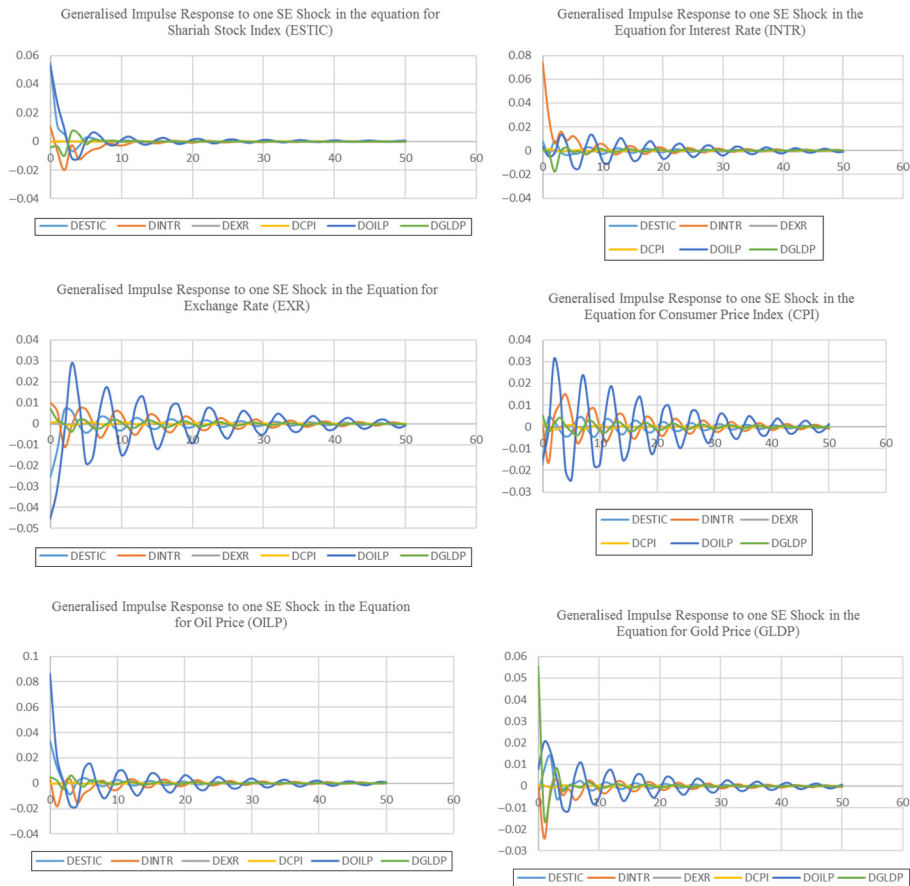 Generalised Impulse Response to one SE Shock in the equation for
Shariah Stock Index (ESTIC)
0.06
0.04
0.02
0
−0.02
−0.04
0 10 20 30 40 50 60
DESTIC DINTR DEXR DCPI DOILP DGLDP
Generalised Impulse Response to one SE Shock in the
Equation for Interest Rate (INTR)
0.08
0.06
0.04
0.02
0
−0.02
−0.04
0 10 20 30 40 50 60
DESTIC DINTR DEXR
DCPI DOILP DGLDP
Generalised Impulse Response to one SE Shock in the Equation for
Exchange Rate (EXR)
0.04
0.03
0.02
0.01
0
−0.01
−0.02
−0.03
−0.04
−0.05
0 10 20 30 40 50 60
DESTIC DINTR DEXR DCPI DOILP DGLDP
Generalised Impulse Response to one SE Shock in the
Equation for Consumer Price Index (CPI)
0.04
0.03
0.02
0.01
0
−0.01
−0.02
−0.03
0 10 20 30 40 50 60
DESTIC DINTR DEXR
DCPI DOILP DGLDP
Generalised Impulse Response to one SE Shock in the Equation
for Oil Price (OILP)
0.1
0.08
0.06
0.04
0.02
0
−0.02
−0.04
0 10 20 30 40 50 60
DESTIC DINTR DEXR DCPI DOILP DGLDP
Generalised Impulse Response to one SE Shock in the
Equation for Gold Price (GLDP)
0.06
0.05
0.04
0.03
0.02
0.01
0
−0.01
−0.02
−0.03
0 10 20 30 40 50 60
DESTIC DINTR DEXR DCPI DOILP DGLDP